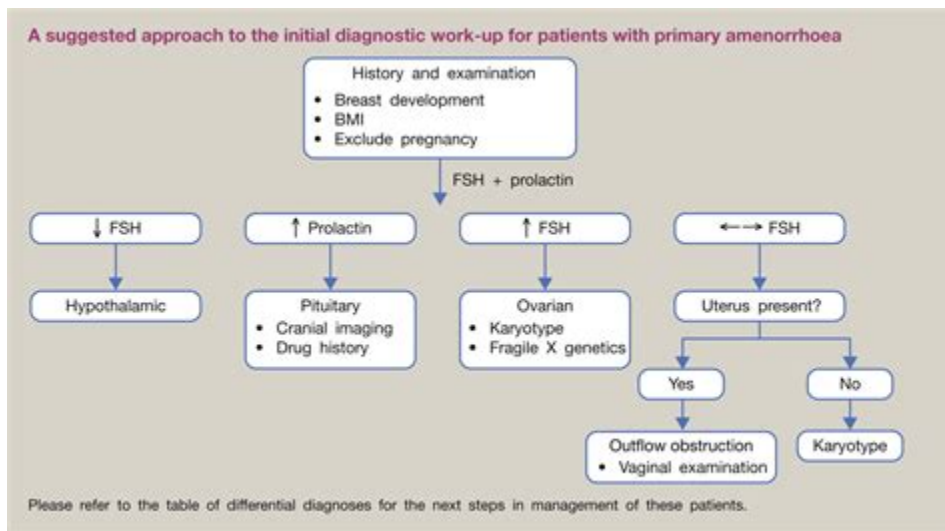 A suggested approach to the initial diagnostic work-up for patients with primary amenorrhoea
History and examination
• Breast development
• BMI
• Exclude pregnancy
FSH + prolactin
↓ FSH
↑ Prolactin
↑ FSH
←→ FSH
Hypothalamic
Pituitary
• Cranial imaging
• Drug history
Ovarian
• Karyotype
• Fragile X genetics
Uterus present?
Yes
No
Outflow obstruction
• Vaginal examination
Karyotype
Please refer to the table of differential diagnoses for the next steps in management of these patients.